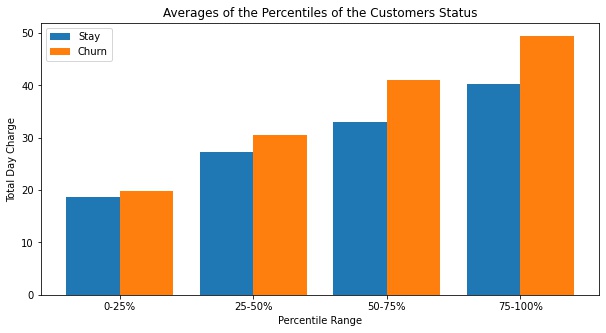 Averages of the Percentiles of the Customers Status
Stay
Churn
50
40
30
20
10
0
Total Day Charge
0-25%
25-50%
50-75%
75-100%
Percentile Range